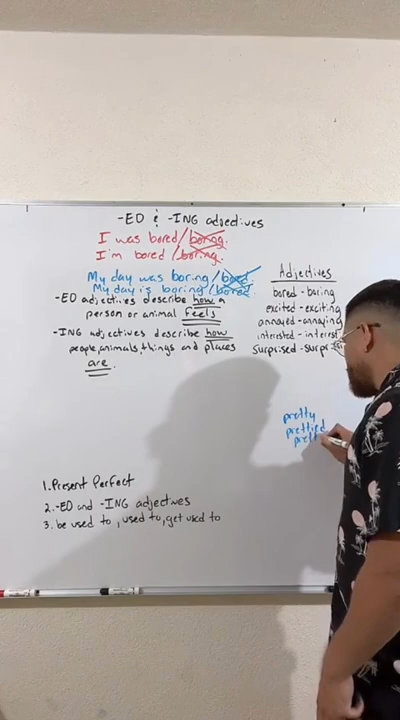 -ED & -ING adjectives
I was bored/boring.
I'm bored/boring.
My day was boring/bored
My day is boring/bored.
-ED adjectives describe how a
person or animal feels
-ING adjectives describe how
people, animals, things and places
are.
Adjectives
bored - boring
excited - exciting
annoyed - annoying
interested - interest
surprised - surpri
pretty
prettied
prett
1. Present Perfect
2. -ED and -ING adjectives
3. be used to, used to, get used to